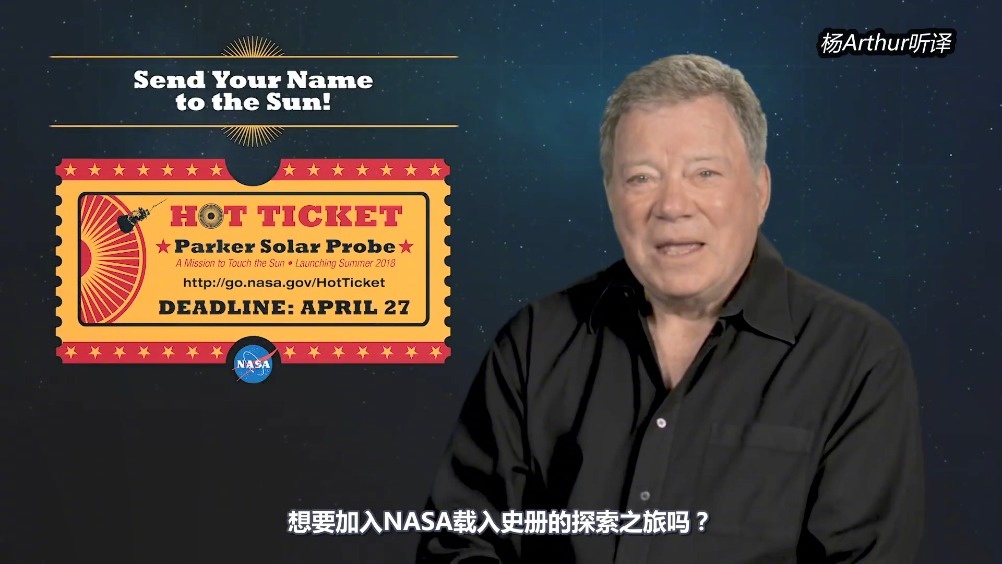 杨Arthur听译
Send Your Name
to the Sun!
HOT TICKET
Parker Solar Probe
A Mission to Touch the Sun • Launching Summer 2018
http://go.nasa.gov/HotTicket
DEADLINE: APRIL 27
NASA
想要加入NASA载入史册的探索之旅吗？